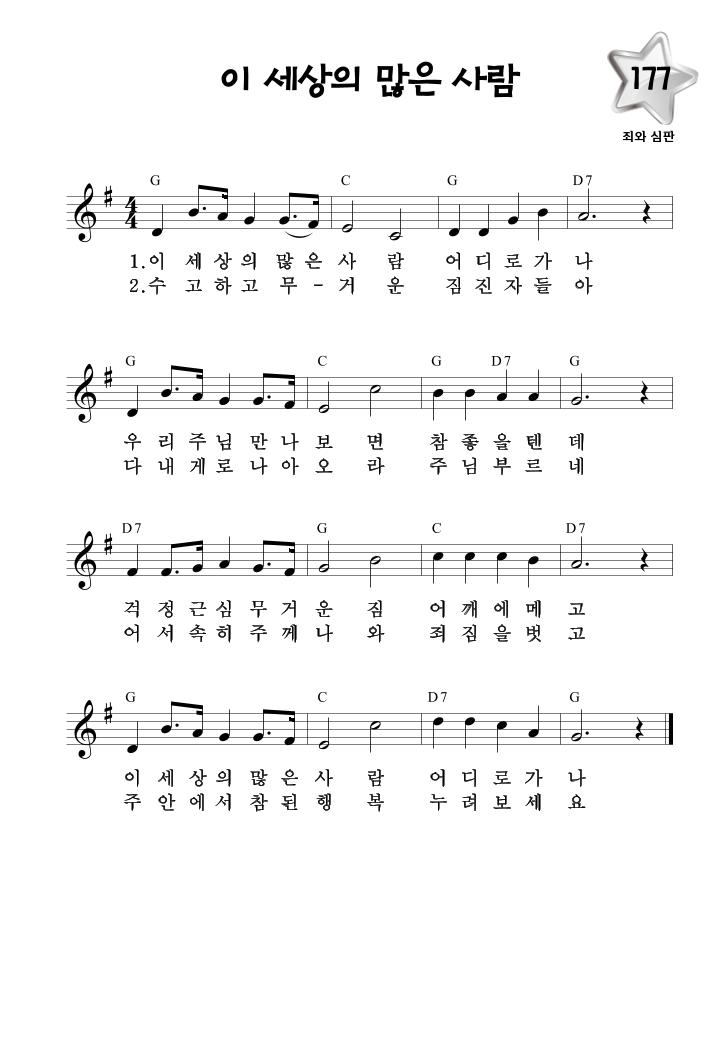 이 세상의 많은 사람
177
죄와 심판
G C G D7
1.이 세 상 의 많 은 사 람 어 디 로 가 나
2.수 고 하 고 무 - 거 운 짐 진 자 들 아
G C G D7 G
우 리 주 님 만 나 보 면 참 좋 을 텐 데
다 내 게 로 나 아 오 라 주 님 부 르 네
D7 G C D7
걱 정 근 심 무 거 운 짐 어 깨 에 메 고
어 서 속 히 주 께 나 와 죄 짐 을 벗 고
G C D7 G
이 세 상 의 많 은 사 람 어 디 로 가 나
주 안 에 서 참 된 행 복 누 려 보 세 요